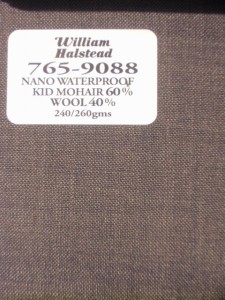 William
Halstead
765-9088
NANO WATERPROOF
KID MOHAIR 60%
WOOL 40%
240/260gms